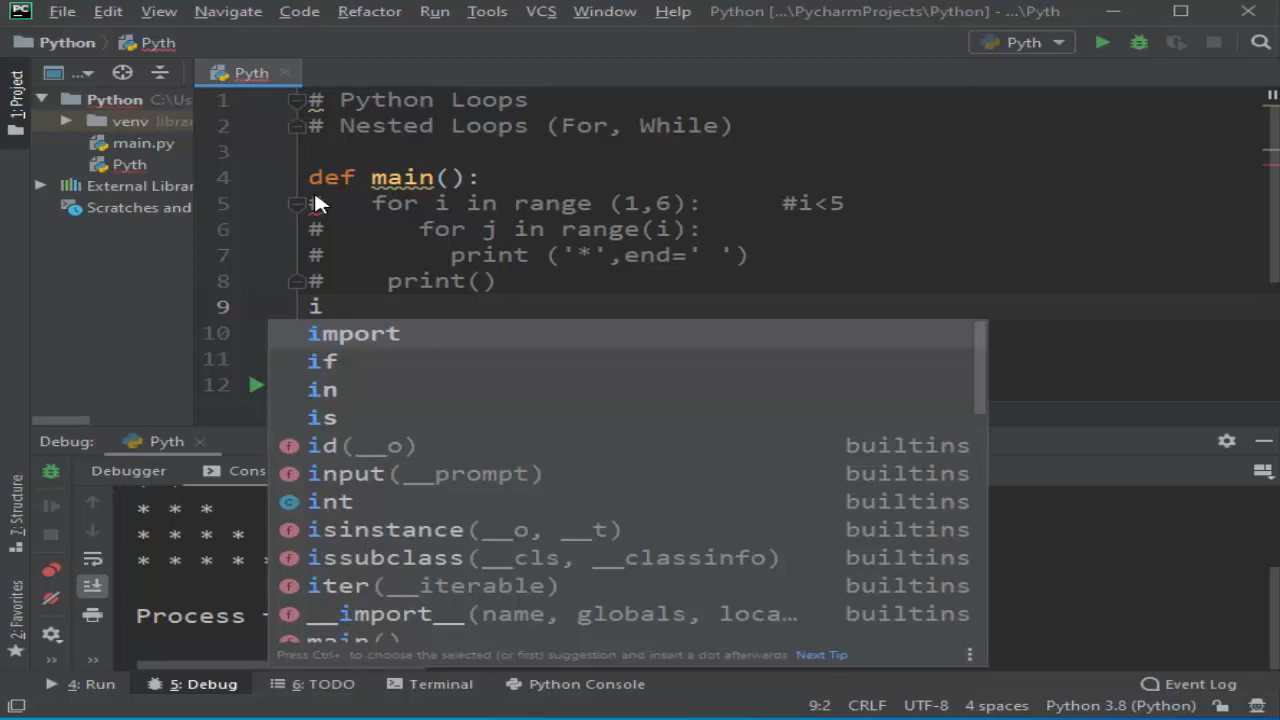 PC File Edit View Navigate Code Refactor Run Tools VCS Window Help Python [...\PycharmProjects\Python] - ...\Pyth
Python Pyth Pyth
1: Project
... Pyth
Python C:\Us
venv librar
main.py
Pyth
External Librar
Scratches and
1 # Python Loops
2 # Nested Loops (For, While)
3
4 def main():
5 # for i in range (1,6): #i<5
6 # for j in range(i):
7 # print ('*',end=' ')
8 # print()
9 i
10
11
12
import
if
in
is
f id(__o) builtins
f input(__prompt) builtins
c int builtins
f isinstance(__o, __t) builtins
f issubclass(__cls, __classinfo) builtins
f iter(__iterable) builtins
f __import__(name, globals, loca... builtins
main()
Press Ctrl+ to choose the selected (or first) suggestion and insert a dot afterwards Next Tip
Debug: Pyth
Debugger Cons
* * *
* * * *
* * * *
Process
Z: Structure
2: Favorites
4: Run 5: Debug 6: TODO Terminal Python Console Event Log
9:2 CRLF UTF-8 4 spaces Python 3.8 (Python)